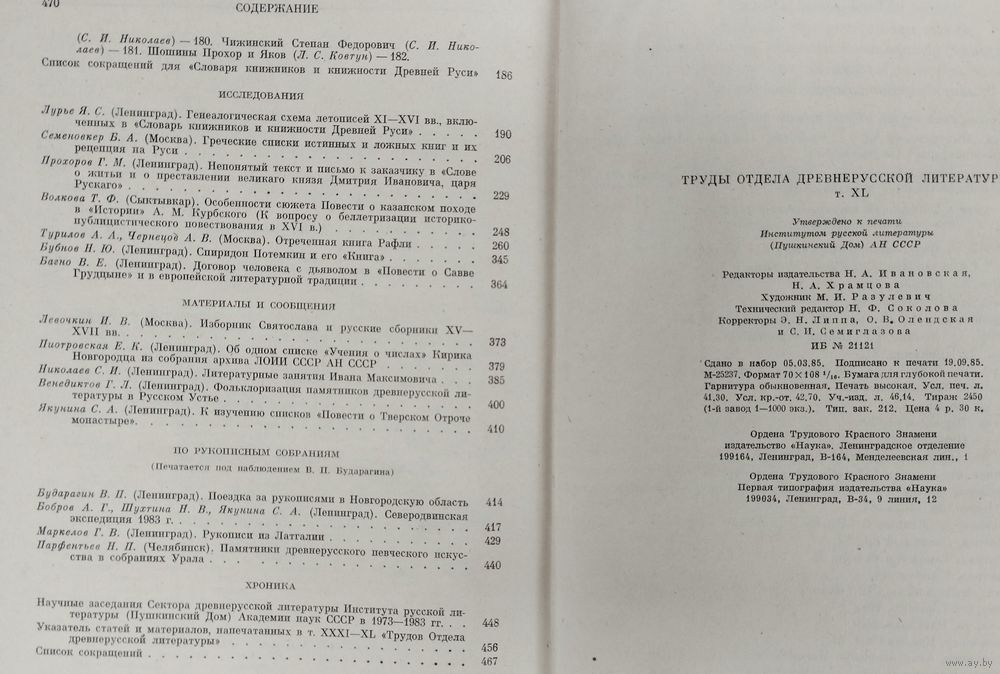 470
СОДЕРЖАНИЕ
(С. И. Николаев) — 180. Чижинский Степан Федорович (С. И. Нико-
лаев) — 181. Шошины Прохор и Яков (Л. С. Ковтун) — 182.
Список сокращений для «Словаря книжников и книжности Древней Руси» 186
ИССЛЕДОВАНИЯ
Лурье Я. С. (Ленинград). Генеалогическая схема летописей XI—XVI вв., вклю-
ченных в «Словарь книжников и книжности Древней Руси» . . . . . 190
Семеновкер Б. А. (Москва). Греческие списки истинных и ложных книг и их
рецепция на Руси . . . . . . . . . . . . . . . . . . . 206
Прохоров Г. М. (Ленинград). Непонятый текст и письмо к заказчику в «Слове
о житьи и о преставлении великаго князя Дмитрия Ивановича, царя
Рускаго» . . . . . . . . . . . . . . . . . . . . . . 229
Волкова Т. Ф. (Сыктывкар). Особенности сюжета Повести о казанском походе
в «Истории» А. М. Курбского (К вопросу о беллетризации историко-
публицистического повествования в XVI в.) . . . . . . . . . 248
Турилов А. А., Чернецов А. В. (Москва). Отреченная книга Рафли . . . . 260
Бубнов Н. Ю. (Ленинград). Спиридон Потемкин и его «Книга» . . . . . 345
Багно В. Е. (Ленинград). Договор человека с дьяволом в «Повести о Савве
Грудцыне» и в европейской литературной традиции . . . . . . . 364
МАТЕРИАЛЫ И СООБЩЕНИЯ
Левочкин И. В. (Москва). Изборник Святослава и русские сборники XV—
XVII вв. . . . . . . . . . . . . . . . . . . . . . . 373
Пиотровская Е. К. (Ленинград). Об одном списке «Учения о числах» Кирика
Новгородца из собрания архива ЛОИИ СССР АН СССР . . . . . . 379
Николаев С. И. (Ленинград). Литературные занятия Ивана Максимовича . . . 385
Венедиктов Г. Л. (Ленинград). Фольклоризация памятников древнерусской ли-
тературы в Русском Устье . . . . . . . . . . . . . . . . 400
Якунина С. А. (Ленинград). К изучению списков «Повести о Тверском Отроче
монастыре». . . . . . . . . . . . . . . . . . . . . 410
ПО РУКОПИСНЫМ СОБРАНИЯМ
(Печатается под наблюдением В. П. Бударагина)
Бударагин В. П. (Ленинград). Поездка за рукописями в Новгородскую область 414
Бобров А. Г., Шухтина Н. В., Якунина С. А. (Ленинград). Северодвинская
экспедиция 1983 г. . . . . . . . . . . . . . . . . . . 417
Маркелов Г. В. (Ленинград). Рукописи из Латгалии . . . . . . . . . 429
Парфентьев Н. П. (Челябинск). Памятники древнерусского певческого искус-
ства в собраниях Урала . . . . . . . . . . . . . . . . . 440
ХРОНИКА
Научные заседания Сектора древнерусской литературы Института русской ли-
тературы (Пушкинский Дом) Академии наук СССР в 1973—1983 гг. . . 448
Указатель статей и материалов, напечатанных в т. XXXI—XL «Трудов Отдела
древнерусской литературы» . . . . . . . . . . . . . . . . 456
Список сокращений . . . . . . . . . . . . . . . . . . . 467
ТРУДЫ ОТДЕЛА ДРЕВНЕРУССКОЙ ЛИТЕРАТУР
т. XL
Утверждено к печати
Институтом русской литературы
(Пушкинский Дом) АН СССР
Редакторы издательства Н. А. Ивановская,
Н. А. Храмцова
Художник М. И. Разулевич
Технический редактор Н. Ф. Соколова
Корректоры Э. Н. Липпа, О. В. Олендская
и С. И. Семиглазова
ИБ № 21121
Сдано в набор 05.03.85. Подписано к печати 19.09.85.
М-25237. Формат 70×108 1/16. Бумага для глубокой печати.
Гарнитура обыкновенная. Печать высокая. Усл. печ. л.
41.30. Усл. кр.-от. 42,70. Уч.-изд. л. 46,14. Тираж 2450
(1-й завод 1—1000 экз.). Тип. зак. 212. Цена 4 р. 30 к.
Ордена Трудового Красного Знамени
издательство «Наука». Ленинградское отделение
199164, Ленинград, В-164, Менделеевская лин., 1
Ордена Трудового Красного Знамени
Первая типография издательства «Наука»
199034, Ленинград, В-34, 9 линия, 12
www.ay.by